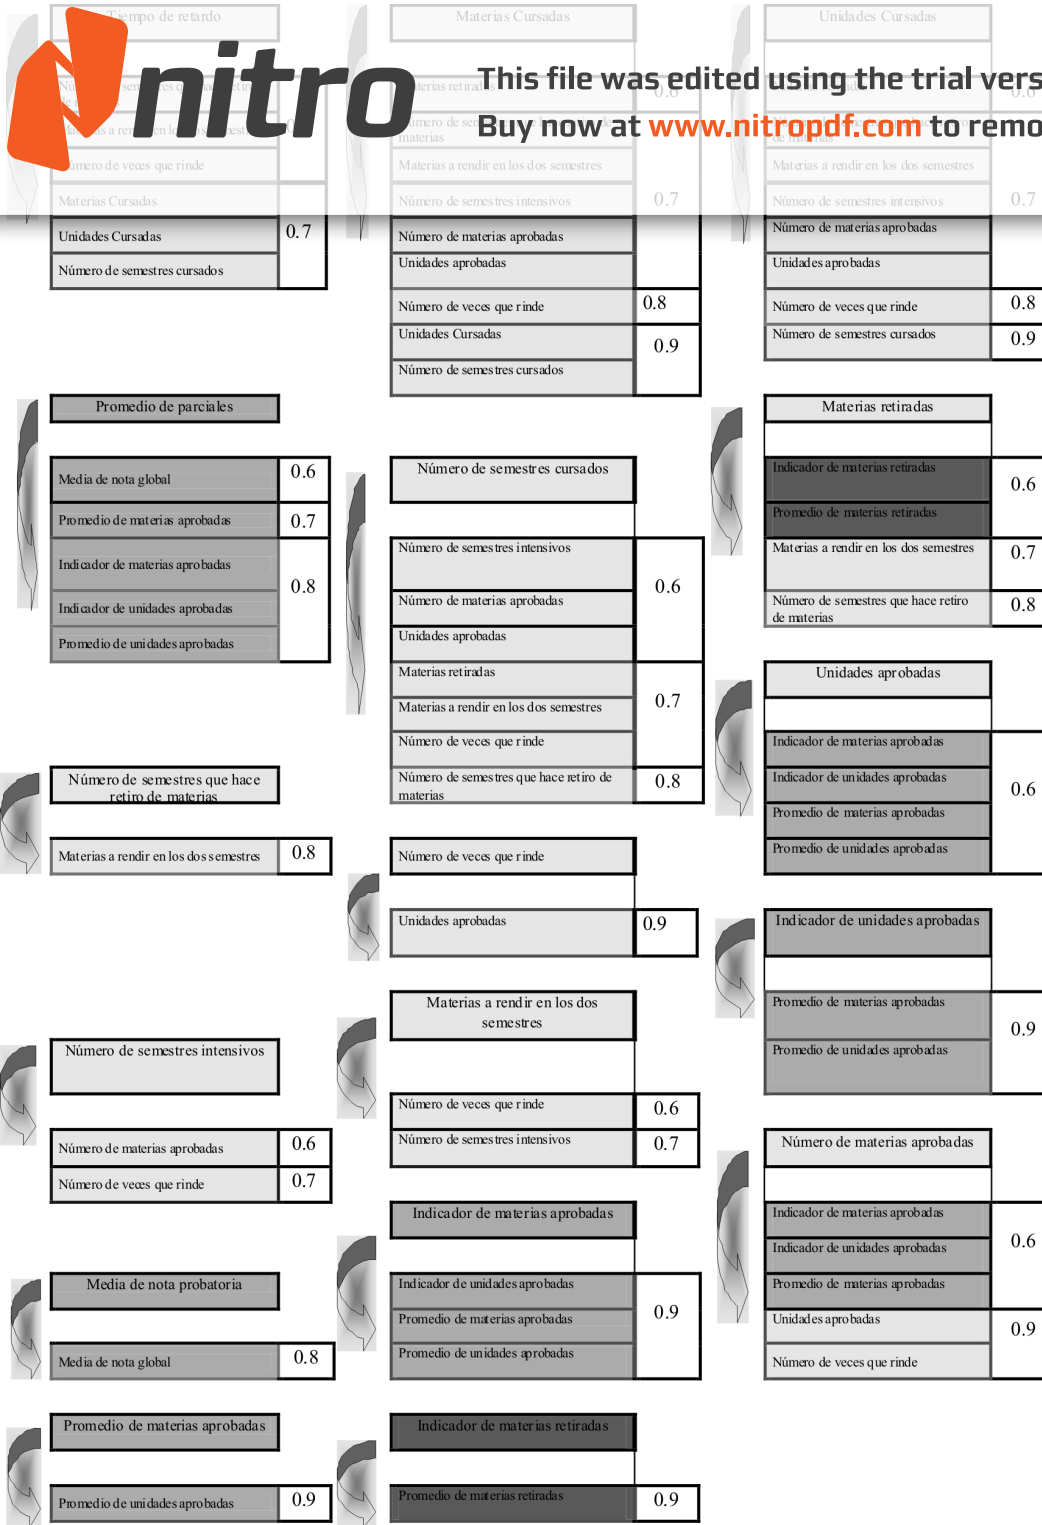 Tiempo de retardo
Materias Cursadas
Unidades Cursadas
nitro
This file was edited using the trial vers
Buy now at www.nitropdf.com to remo
materias
Materias a rendir en los dos semestres
Número de semestres intensivos
0.7
de materias
Materias a rendir en los dos semestres
Número de semestres intensivos
0.7
Número de veces que rinde
Materias Cursadas
Unidades Cursadas
0.7
Número de semestres cursados
Número de materias aprobadas
Unidades aprobadas
Número de veces que rinde
0.8
Unidades Cursadas
0.9
Número de semestres cursados
Número de materias aprobadas
Unidades aprobadas
Número de veces que rinde
0.8
Número de semestres cursados
0.9
Promedio de parciales
Media de nota global
0.6
Promedio de materias aprobadas
0.7
Indicador de materias aprobadas
0.8
Indicador de unidades aprobadas
Promedio de unidades aprobadas
Número de semestres cursados
Número de semestres intensivos
0.6
Número de materias aprobadas
Unidades aprobadas
Materias retiradas
0.7
Materias a rendir en los dos semestres
Número de veces que rinde
Número de semestres que hace retiro de
materias
0.8
Materias retiradas
Indicador de materias retiradas
0.6
Promedio de materias retiradas
Materias a rendir en los dos semestres
0.7
Número de semestres que hace retiro
de materias
0.8
Unidades aprobadas
Indicador de materias aprobadas
Indicador de unidades aprobadas
0.6
Promedio de materias aprobadas
Promedio de unidades aprobadas
Número de semestres que hace
retiro de materias
Materias a rendir en los dos semestres
0.8
Número de veces que rinde
Unidades aprobadas
0.9
Indicador de unidades aprobadas
Promedio de materias aprobadas
0.9
Promedio de unidades aprobadas
Materias a rendir en los dos
semestres
Número de veces que rinde
0.6
Número de semestres intensivos
0.7
Número de semestres intensivos
Número de materias aprobadas
0.6
Número de veces que rinde
0.7
Número de materias aprobadas
Indicador de materias aprobadas
0.6
Indicador de unidades aprobadas
Promedio de materias aprobadas
Unidades aprobadas
0.9
Número de veces que rinde
Indicador de materias aprobadas
Indicador de unidades aprobadas
0.9
Promedio de materias aprobadas
Promedio de unidades aprobadas
Media de nota probatoria
Media de nota global
0.8
Promedio de materias aprobadas
Promedio de unidades aprobadas
0.9
Indicador de materias retiradas
Promedio de materias retiradas
0.9